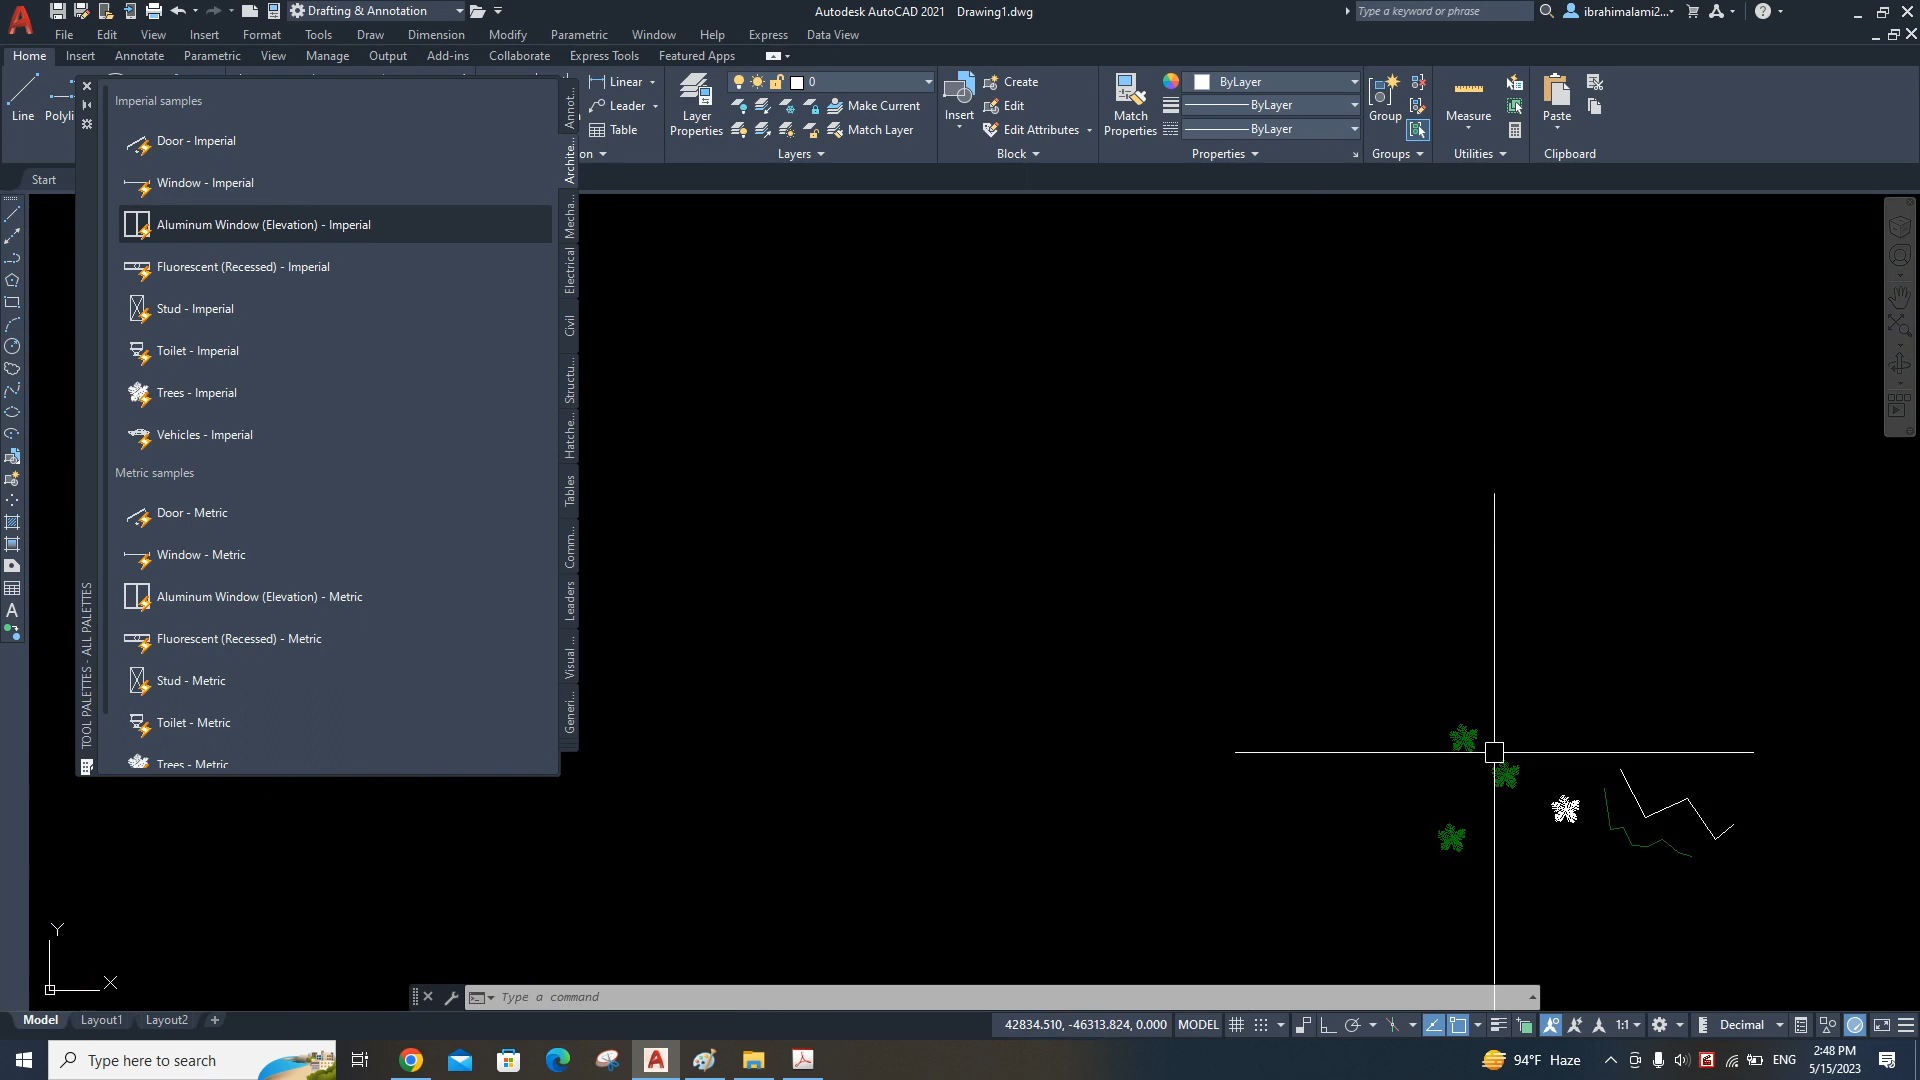 Drafting & Annotation
Autodesk AutoCAD 2021 Drawing1.dwg
Type a keyword or phrase
ibrahimalami2...
File Edit View Insert Format Tools Draw Dimension Modify Parametric Window Help Express Data View
Home Insert Annotate Parametric View Manage Output Collaborate Add-ins Express Tools Featured Apps
Line
Linear
Leader
Table
Layer
Properties
0
Make Current
Match Layer
Layers
Insert
Create
Edit
Edit Attributes
Block
Match
Properties
ByLayer
ByLayer
ByLayer
Properties
Group
Groups
Measure
Utilities
Paste
Clipboard
Start
Imperial samples
Door - Imperial
Window - Imperial
Aluminum Window (Elevation) - Imperial
Fluorescent (Recessed) - Imperial
Stud - Imperial
Toilet - Imperial
Trees - Imperial
Vehicles - Imperial
Metric samples
Door - Metric
Window - Metric
Aluminum Window (Elevation) - Metric
Fluorescent (Recessed) - Metric
Stud - Metric
Toilet - Metric
Trees - Metric
TOOL PALETTES - ALL PALETTES
Annot...
Archite...
Mecha...
Electrical
Civil
Structu...
Hatche...
Tables
Comm...
Leaders
Visual ...
Generi...
Y
X
Type a command
Model Layout1 Layout2
42834.510, -46313.824, 0.000 MODEL
1:1
Decimal
Type here to search
94°F Haze
ENG
2:48 PM
5/15/2023